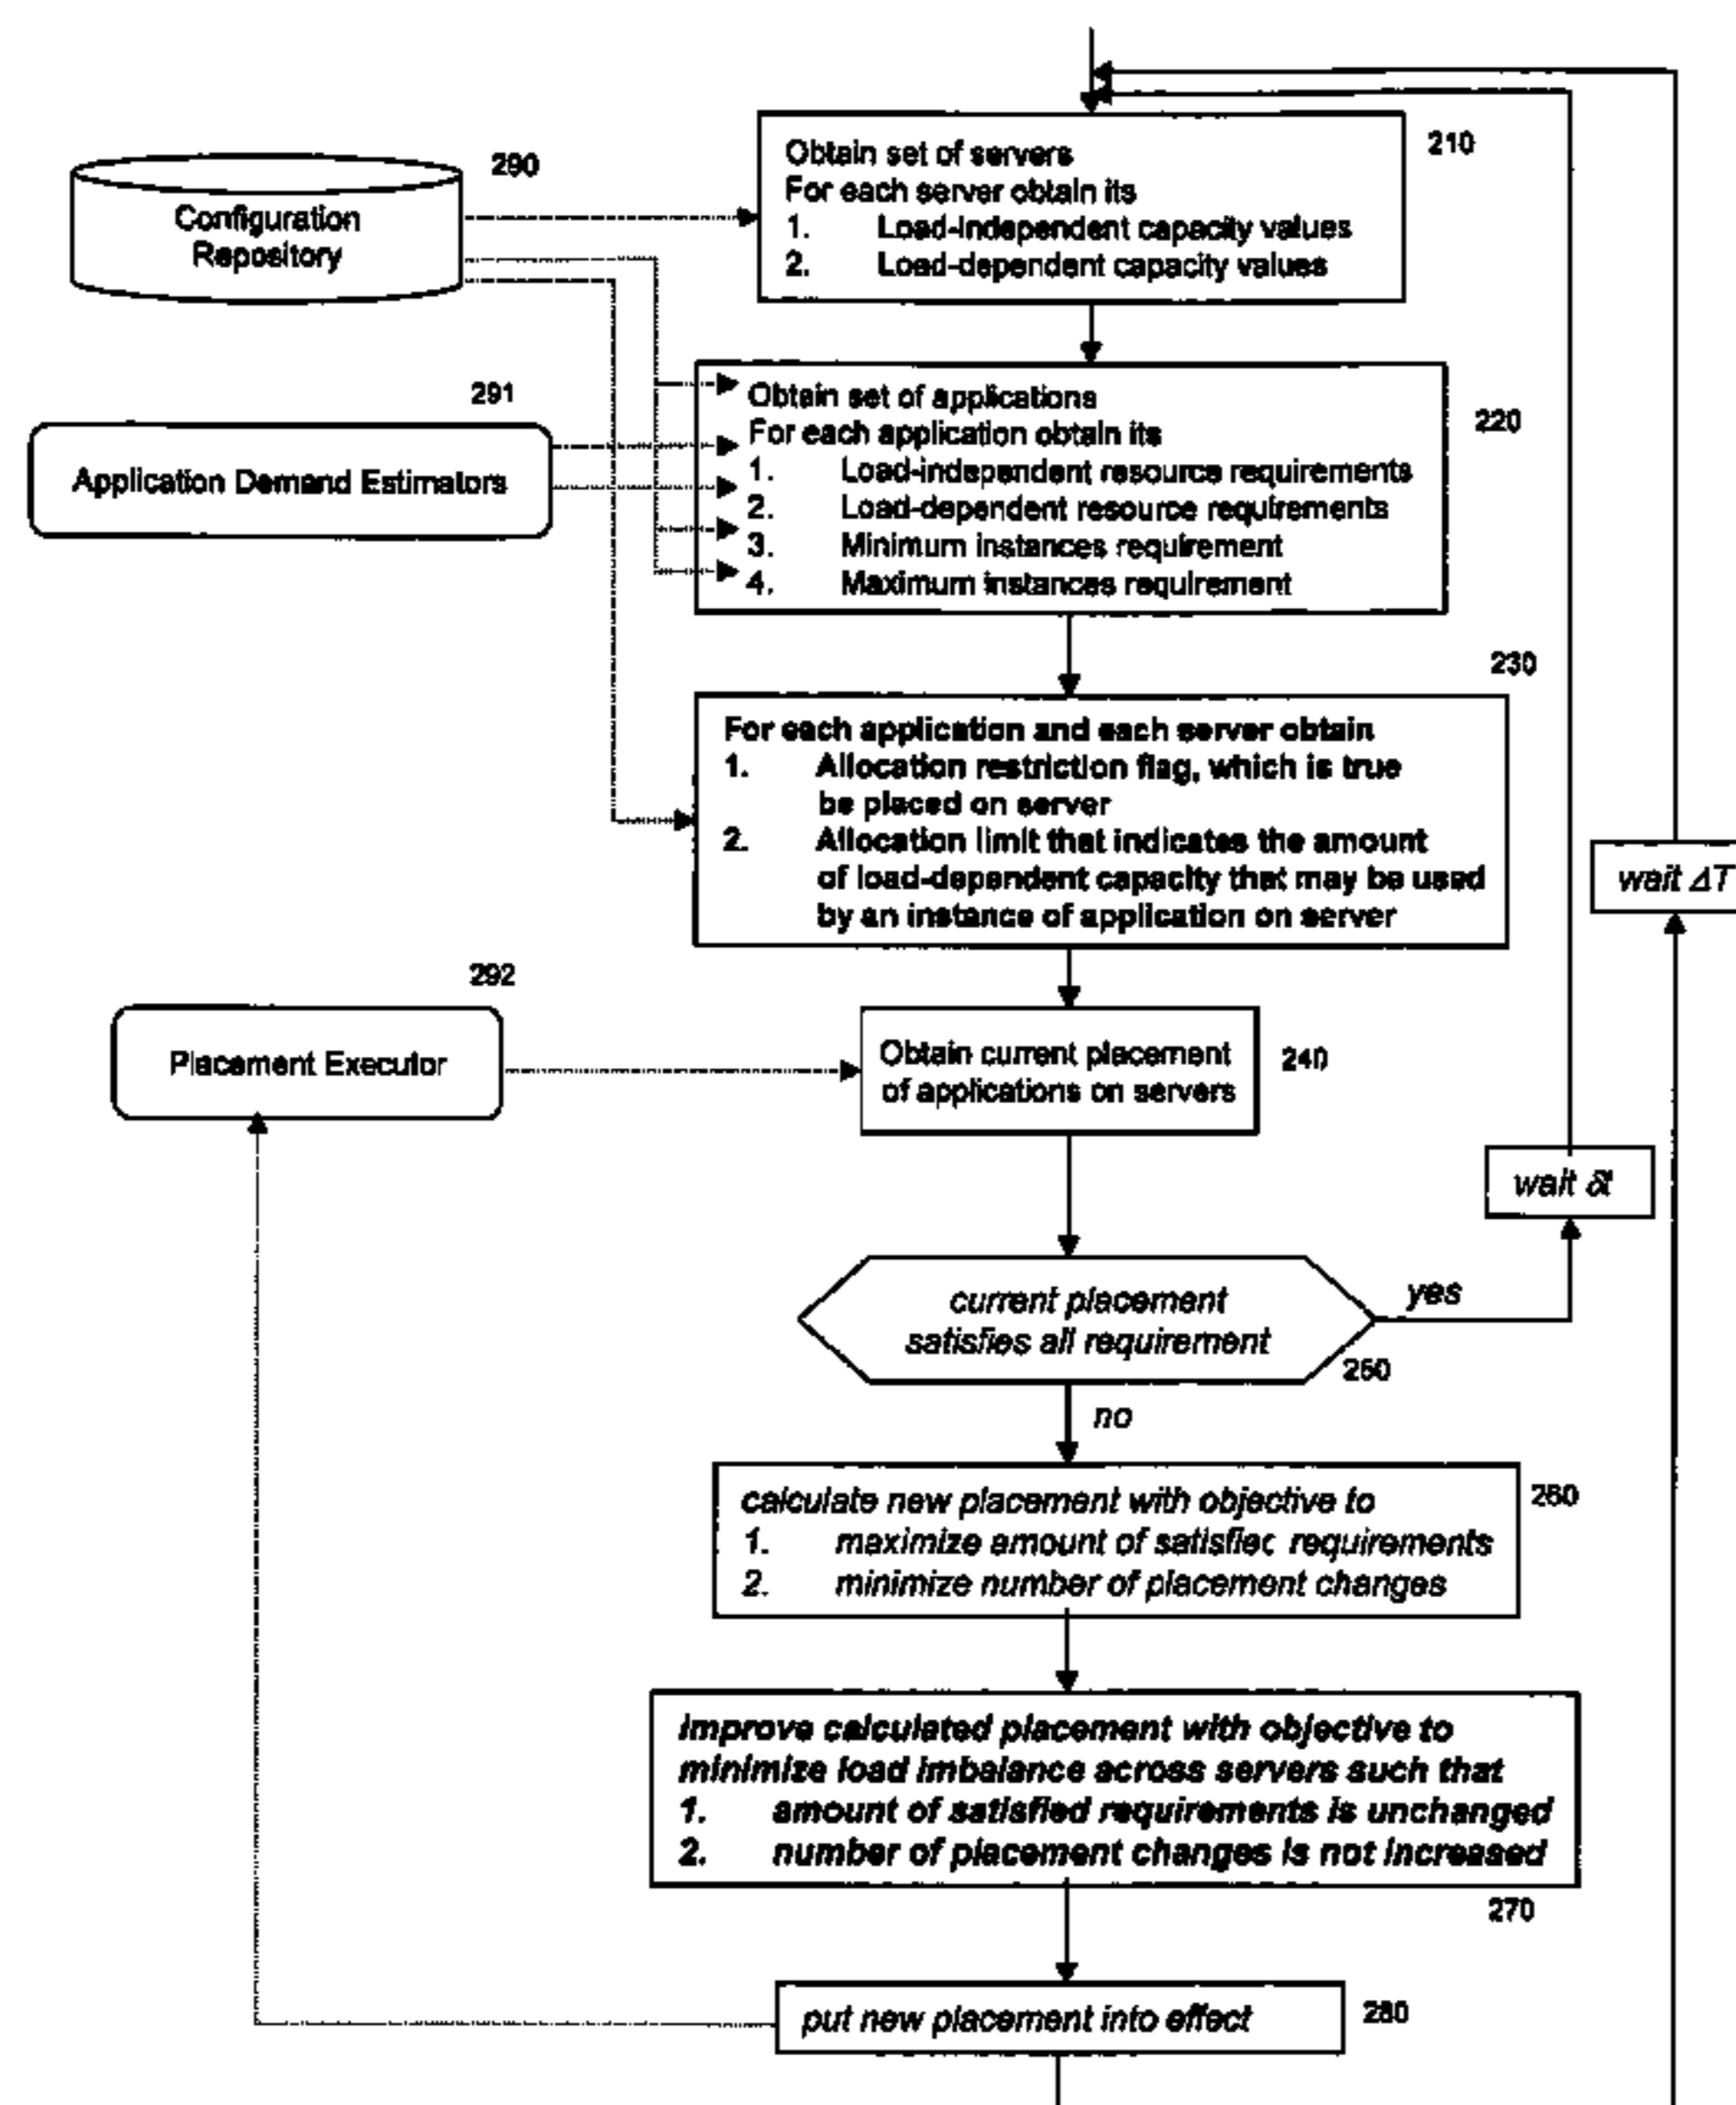 210
Obtain set of servers
For each server obtain its
1. Load-independent capacity values
2. Load-dependent capacity values
290
Configuration
Repository
291
Application Demand Estimators
220
Obtain set of applications
For each application obtain its
1. Load-independent resource requirements
2. Load-dependent resource requirements
3. Minimum instances requirement
4. Maximum instances requirement
230
For each application and each server obtain
1. Allocation restriction flag, which is true
be placed on server
2. Allocation limit that indicates the amount
of load-dependent capacity that may be used
by an instance of application on server
wait ΔT
292
Placement Executor
Obtain current placement
of applications on servers
240
wait δt
current placement
satisfies all requirement
yes
250
no
calculate new placement with objective to
1. maximize amount of satisfied requirements
2. minimize number of placement changes
260
Improve calculated placement with objective to
minimize load imbalance across servers such that
1. amount of satisfied requirements is unchanged
2. number of placement changes is not increased
270
put new placement into effect
280